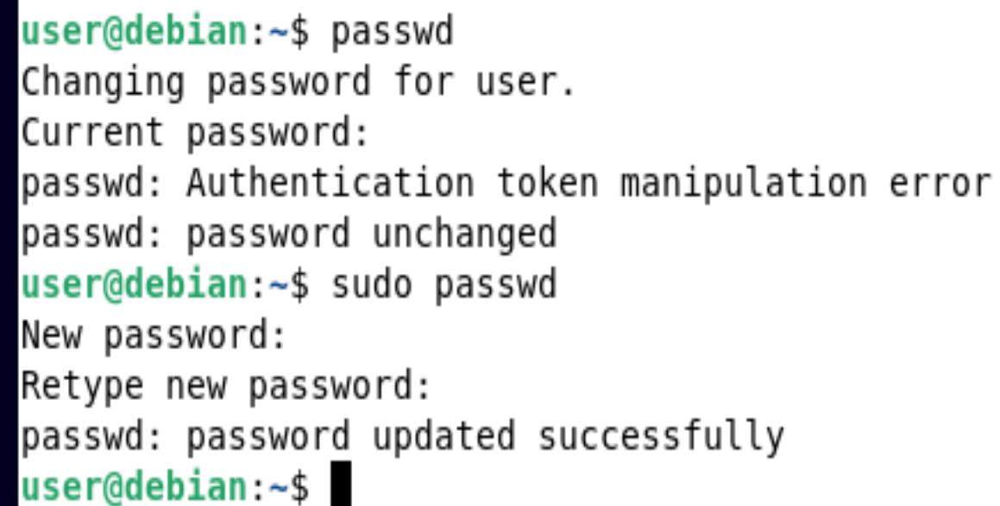 user@debian:~$ passwd
Changing password for user.
Current password:
passwd: Authentication token manipulation error
passwd: password unchanged
user@debian:~$ sudo passwd
New password:
Retype new password:
passwd: password updated successfully
user@debian:~$